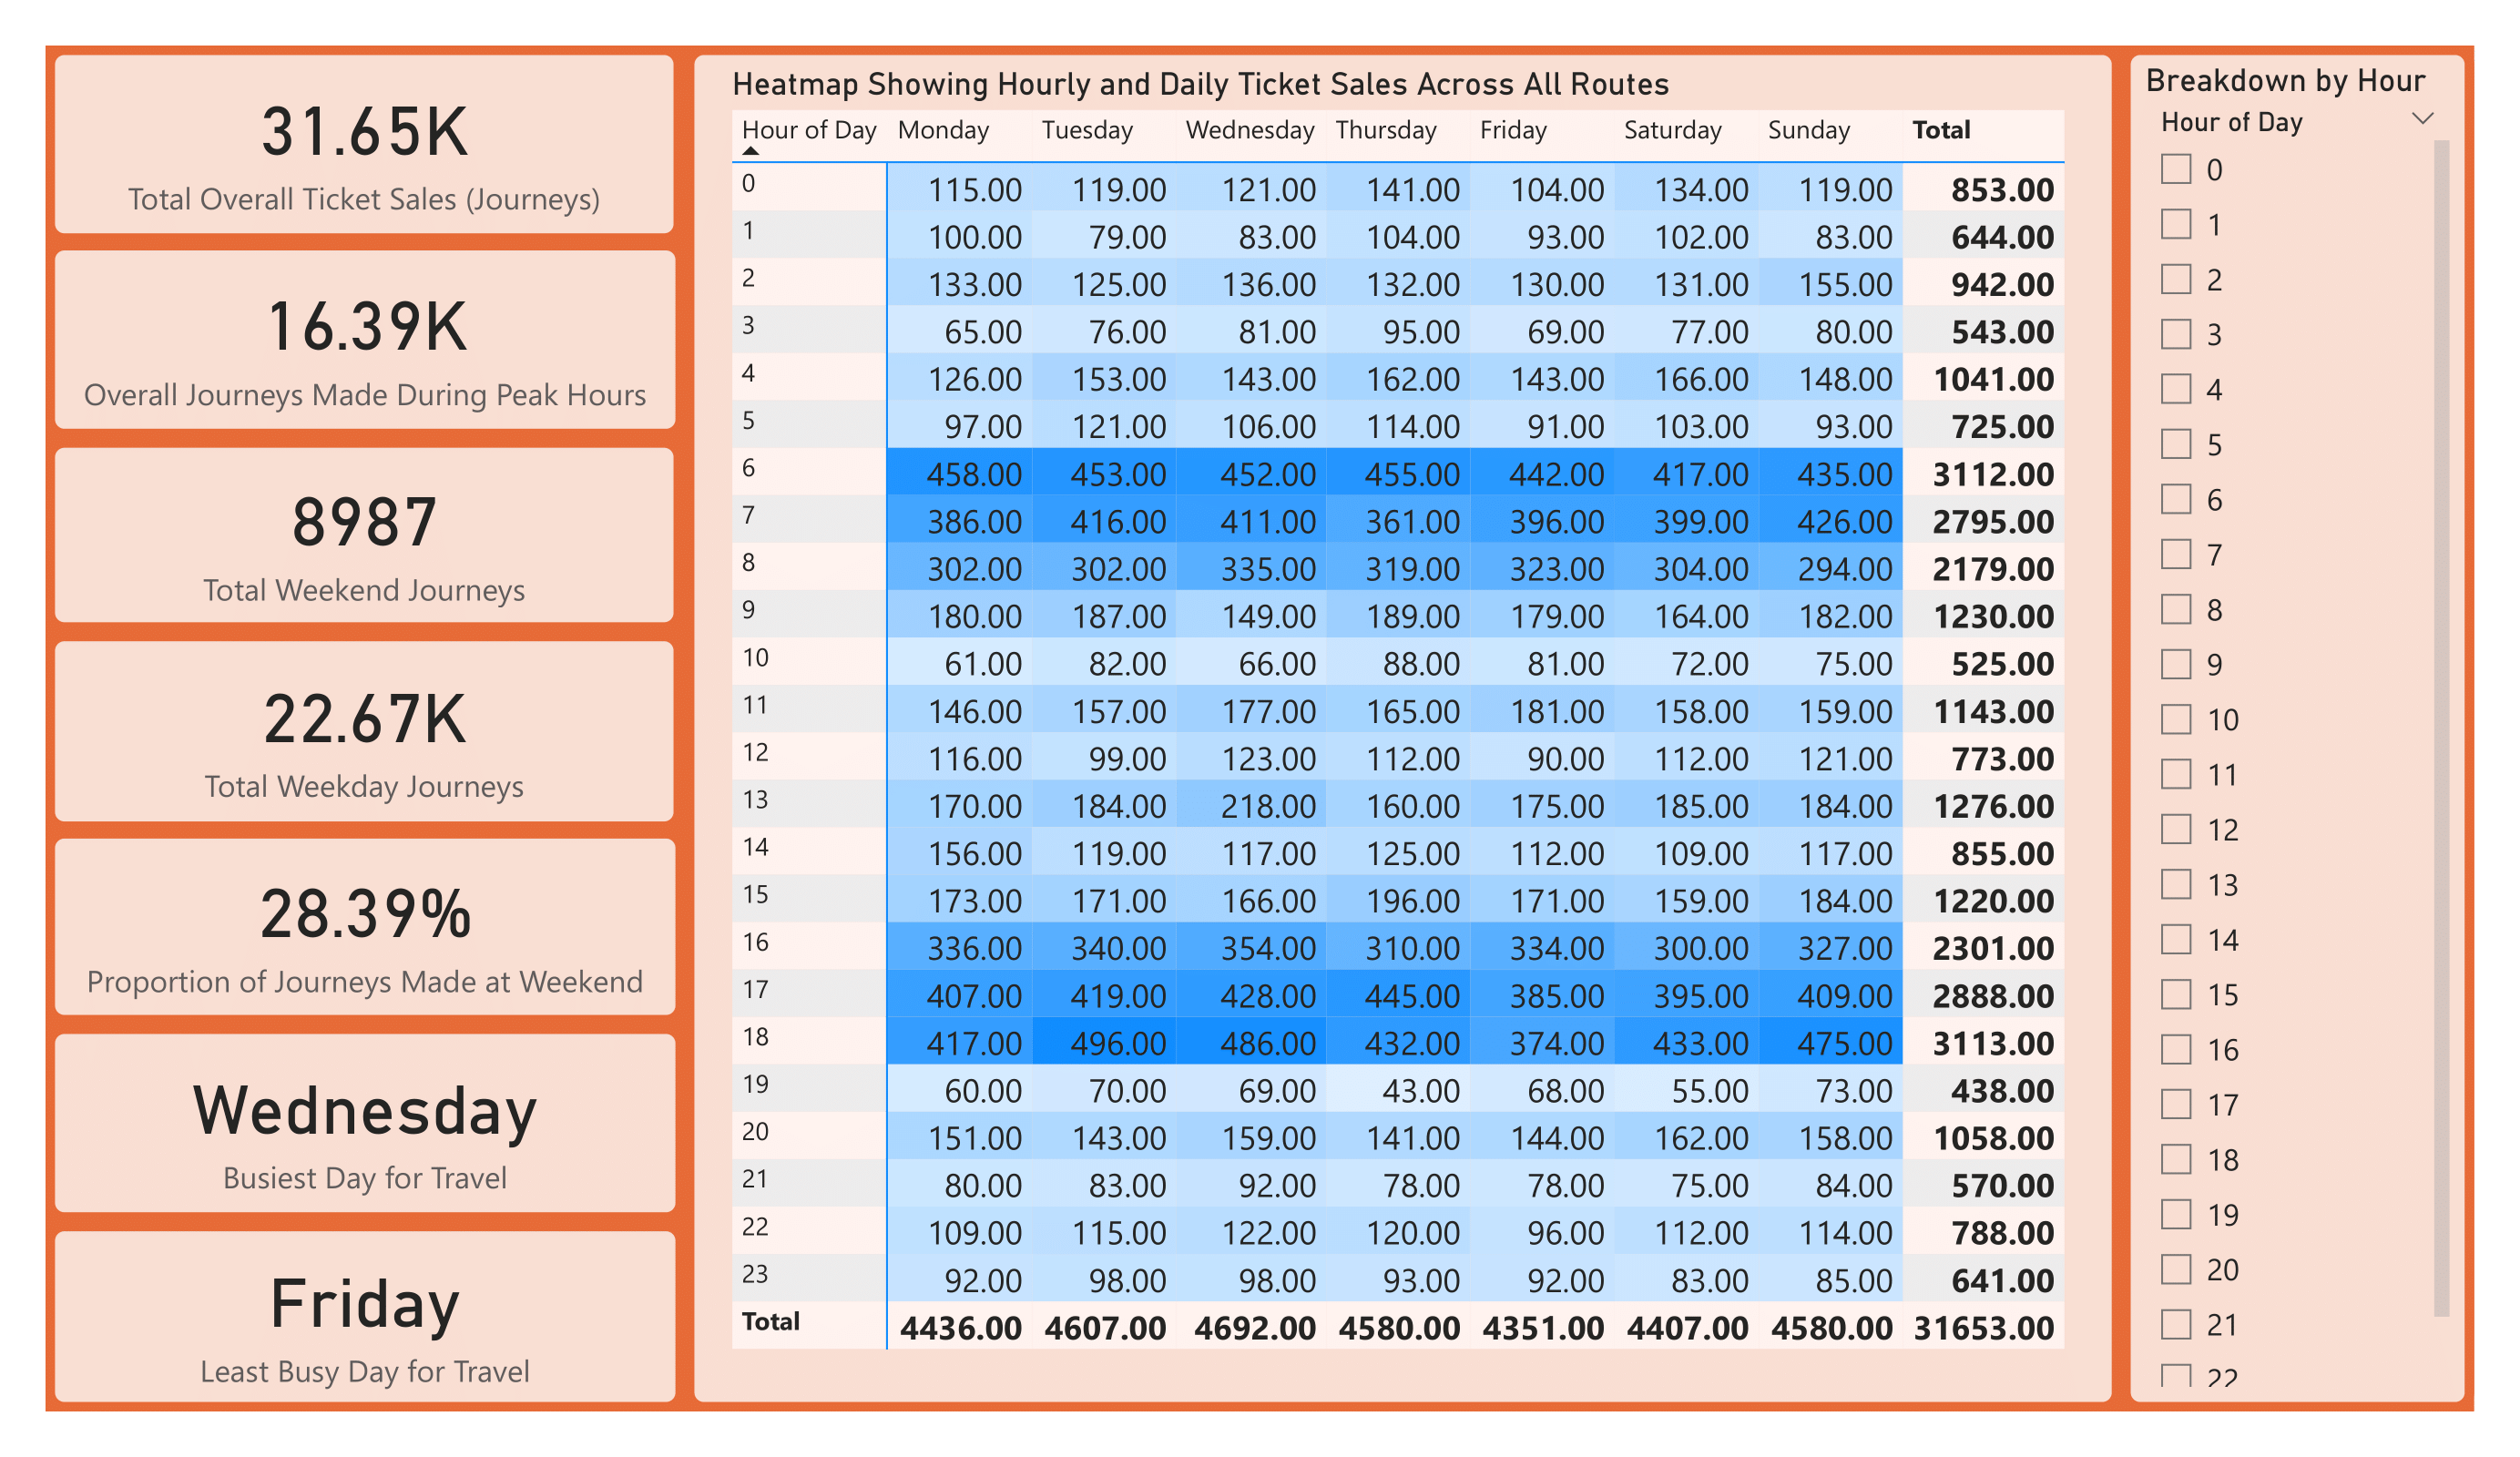 31.65K
Total Overall Ticket Sales (Journeys)
16.39K
Overall Journeys Made During Peak Hours
8987
Total Weekend Journeys
22.67K
Total Weekday Journeys
28.39%
Proportion of Journeys Made at Weekend
Wednesday
Busiest Day for Travel
Friday
Least Busy Day for Travel
Heatmap Showing Hourly and Daily Ticket Sales Across All Routes
Hour of Day Monday Tuesday Wednesday Thursday Friday Saturday Sunday Total
0 115.00 119.00 121.00 141.00 104.00 134.00 119.00 853.00
1 100.00 79.00 83.00 104.00 93.00 102.00 83.00 644.00
2 133.00 125.00 136.00 132.00 130.00 131.00 155.00 942.00
3 65.00 76.00 81.00 95.00 69.00 77.00 80.00 543.00
4 126.00 153.00 143.00 162.00 143.00 166.00 148.00 1041.00
5 97.00 121.00 106.00 114.00 91.00 103.00 93.00 725.00
6 458.00 453.00 452.00 455.00 442.00 417.00 435.00 3112.00
7 386.00 416.00 411.00 361.00 396.00 399.00 426.00 2795.00
8 302.00 302.00 335.00 319.00 323.00 304.00 294.00 2179.00
9 180.00 187.00 149.00 189.00 179.00 164.00 182.00 1230.00
10 61.00 82.00 66.00 88.00 81.00 72.00 75.00 525.00
11 146.00 157.00 177.00 165.00 181.00 158.00 159.00 1143.00
12 116.00 99.00 123.00 112.00 90.00 112.00 121.00 773.00
13 170.00 184.00 218.00 160.00 175.00 185.00 184.00 1276.00
14 156.00 119.00 117.00 125.00 112.00 109.00 117.00 855.00
15 173.00 171.00 166.00 196.00 171.00 159.00 184.00 1220.00
16 336.00 340.00 354.00 310.00 334.00 300.00 327.00 2301.00
17 407.00 419.00 428.00 445.00 385.00 395.00 409.00 2888.00
18 417.00 496.00 486.00 432.00 374.00 433.00 475.00 3113.00
19 60.00 70.00 69.00 43.00 68.00 55.00 73.00 438.00
20 151.00 143.00 159.00 141.00 144.00 162.00 158.00 1058.00
21 80.00 83.00 92.00 78.00 78.00 75.00 84.00 570.00
22 109.00 115.00 122.00 120.00 96.00 112.00 114.00 788.00
23 92.00 98.00 98.00 93.00 92.00 83.00 85.00 641.00
Total 4436.00 4607.00 4692.00 4580.00 4351.00 4407.00 4580.00 31653.00
Breakdown by Hour
Hour of Day
0
1
2
3
4
5
6
7
8
9
10
11
12
13
14
15
16
17
18
19
20
21
22